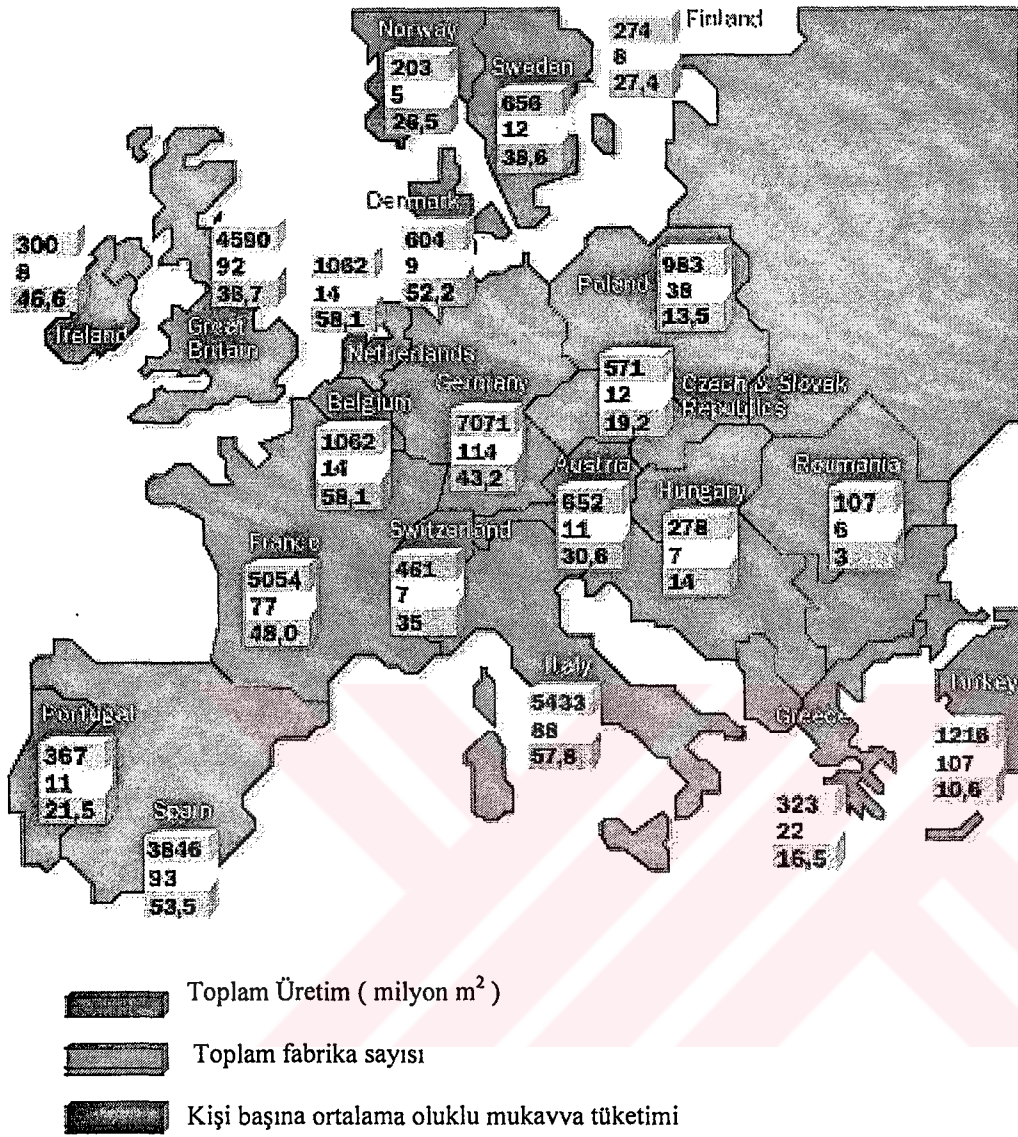 Norway
203
5
26,5
Sweden
656
12
38,6
274
Finland
8
27,4
Denmark
604
9
52,2
300
8
46,6
Ireland
4590
92
38,7
Great
Britain
1062
14
58,1
Netherlands
Poland
983
38
13,5
Belgium
1062
14
58,1
Germany
7071
114
43,2
571
12
19,2
Czech & Slovak
Republics
Austria
652
11
30,6
Hungary
278
7
14
Roumania
107
6
3
France
5054
77
48,0
Switzerland
461
7
35
Italy
5433
88
57,8
Greece
323
22
16,5
Turkey
1216
107
10,6
Portugal
367
11
21,5
Spain
3846
93
53,5
Toplam Üretim ( milyon m² )
Toplam fabrika sayısı
Kişi başına ortalama oluklu mukavva tüketimi